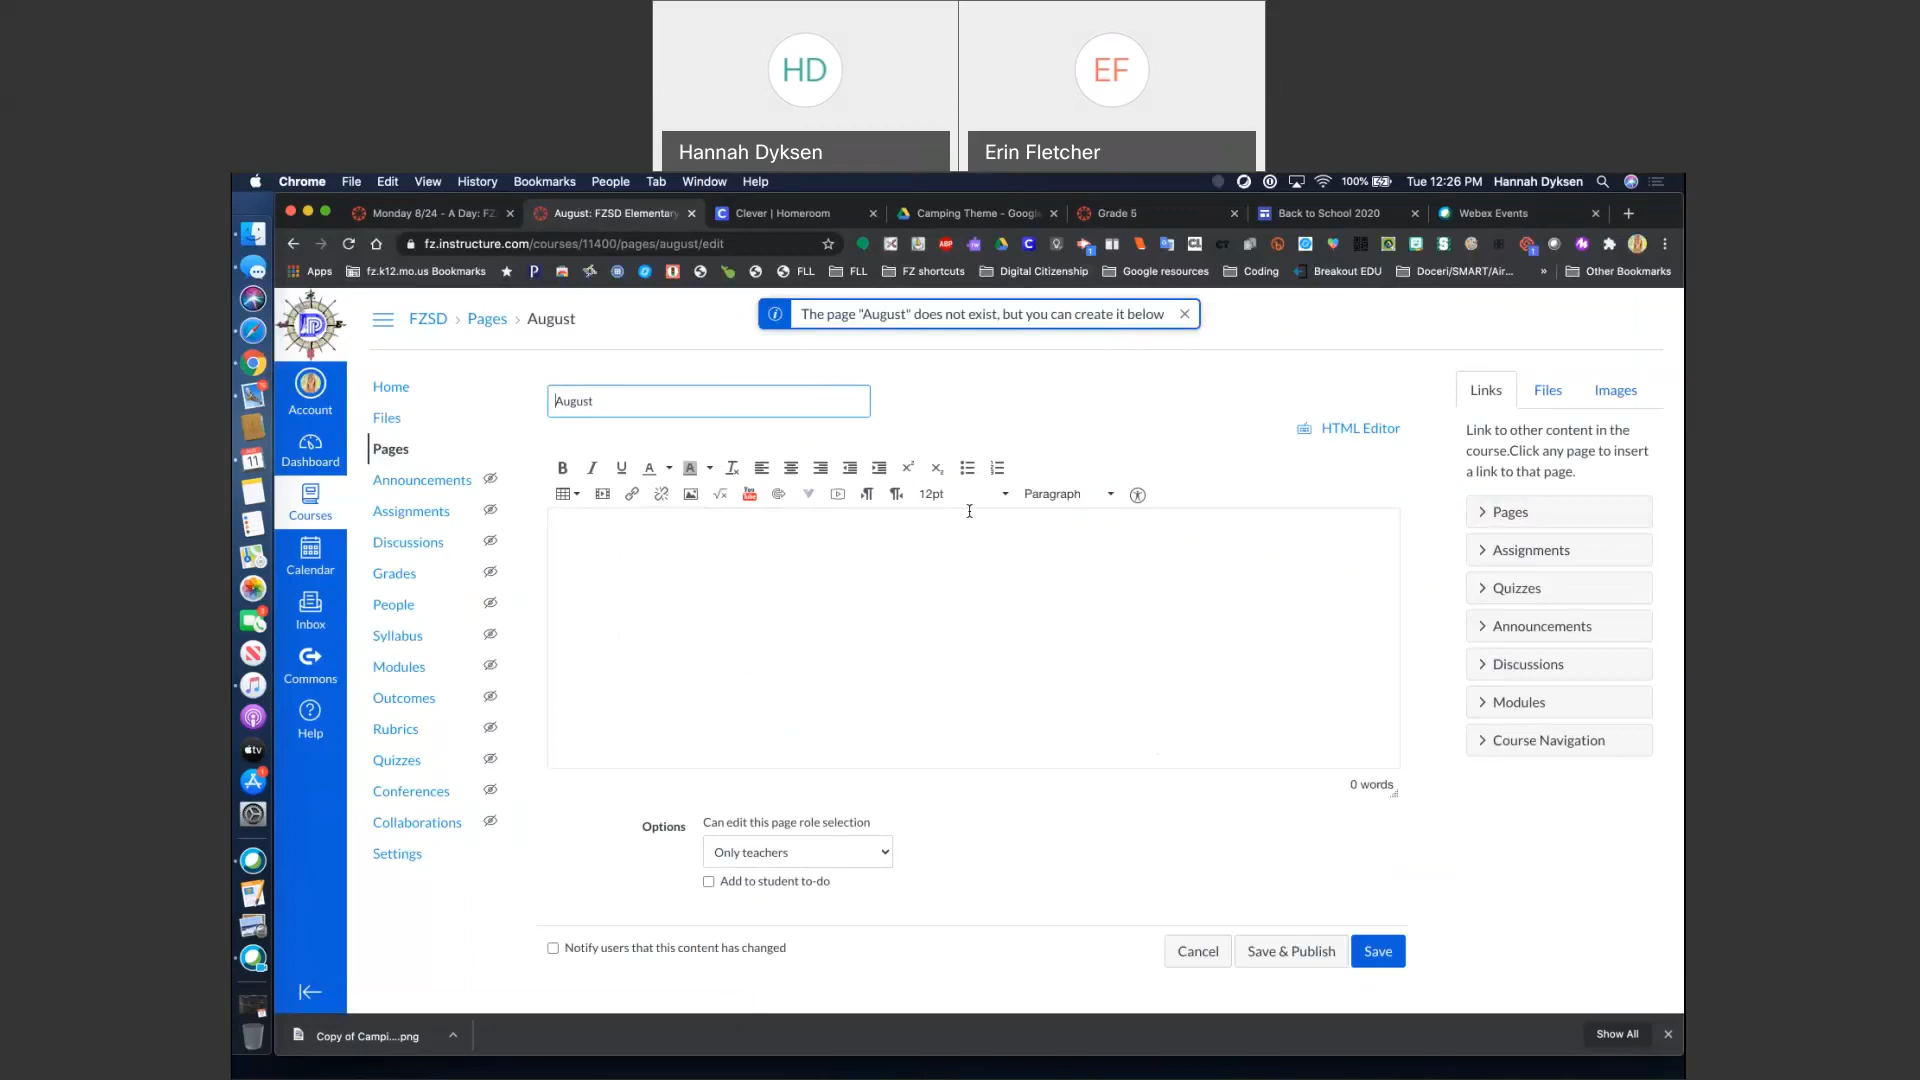 HD
EF
Hannah Dyksen
Erin Fletcher
Chrome File Edit View History Bookmarks People Tab Window Help
100% Tue 12:26 PM Hannah Dyksen
Monday 8/24 - A Day: FZ
August: FZSD Elementary
Clever | Homeroom
Camping Theme - Google
Grade 5
Back to School 2020
Webex Events
fz.instructure.com/courses/11400/pages/august/edit
Apps
fz.k12.mo.us Bookmarks
FLL
FLL
FZ shortcuts
Digital Citizenship
Google resources
Coding
Breakout EDU
Doceri/SMART/Air...
»
Other Bookmarks
FZSD › Pages › August
The page "August" does not exist, but you can create it below
Account
Dashboard
Courses
Calendar
Inbox
Commons
Help
Home
Files
Pages
Announcements
Assignments
Discussions
Grades
People
Syllabus
Modules
Outcomes
Rubrics
Quizzes
Conferences
Collaborations
Settings
August
HTML Editor
12pt
Paragraph
0 words
Options
Can edit this page role selection
Only teachers
Add to student to-do
Notify users that this content has changed
Cancel
Save & Publish
Save
Links
Files
Images
Link to other content in the
course.Click any page to insert
a link to that page.
Pages
Assignments
Quizzes
Announcements
Discussions
Modules
Course Navigation
Copy of Campi....png
Show All